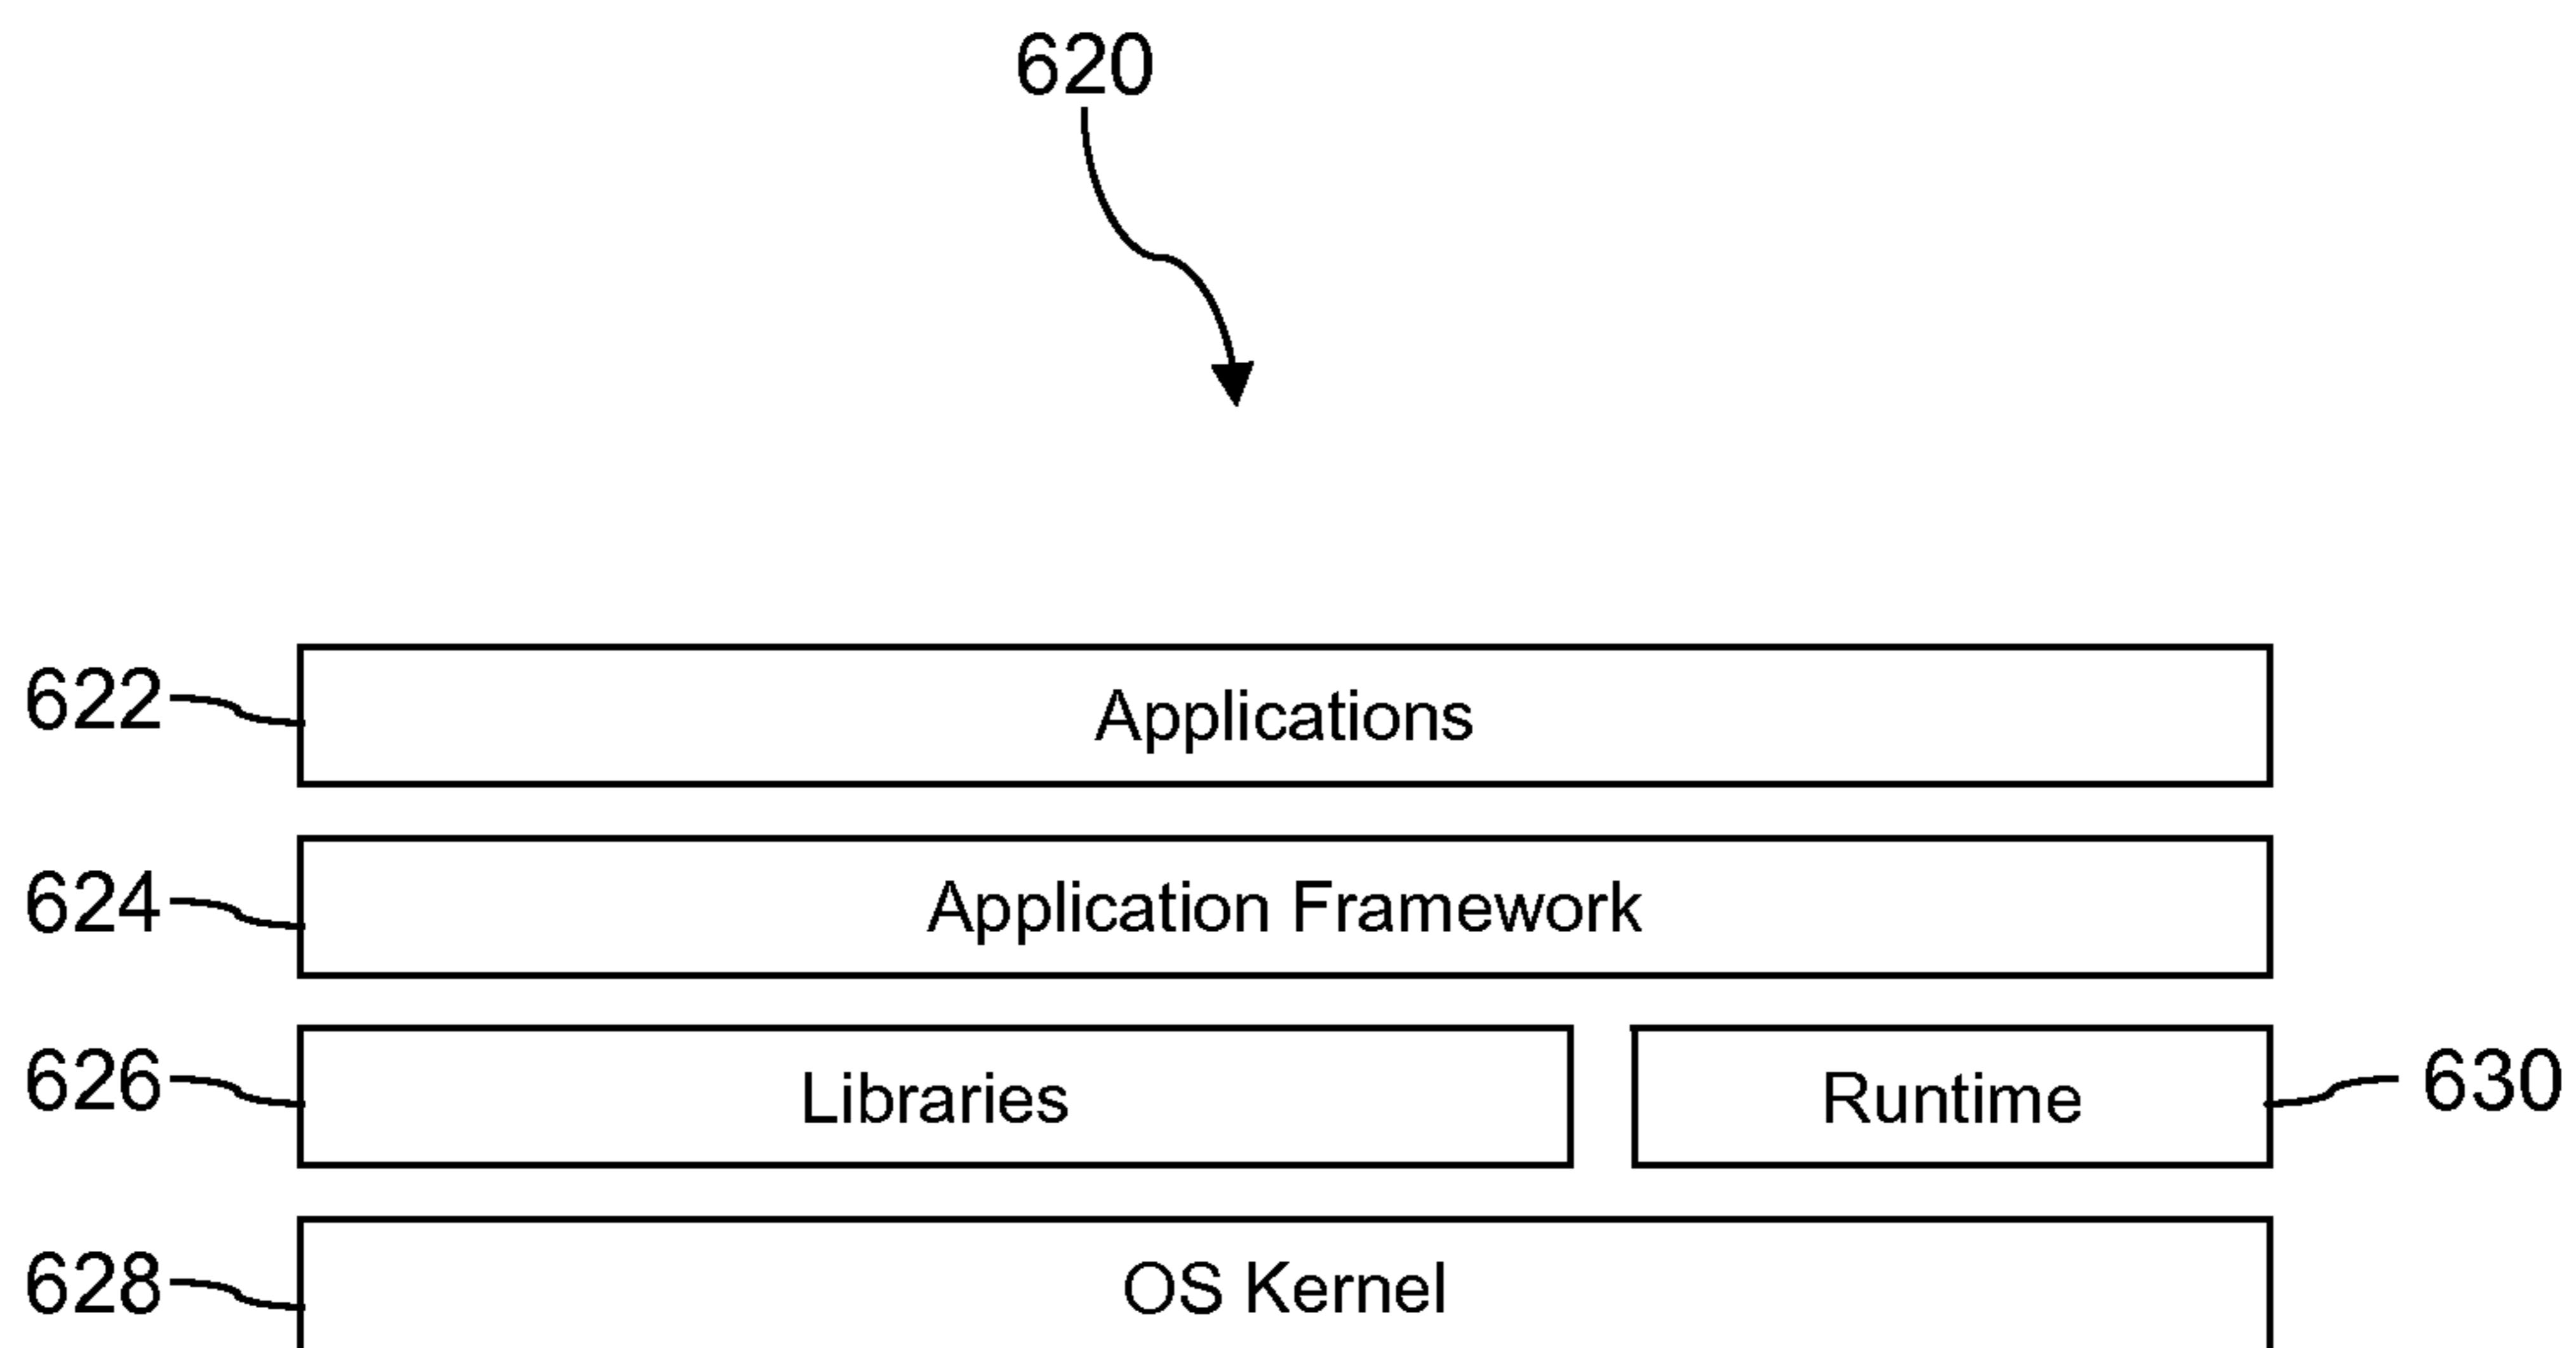 620
622 Applications
624 Application Framework
626 Libraries Runtime 630
628 OS Kernel